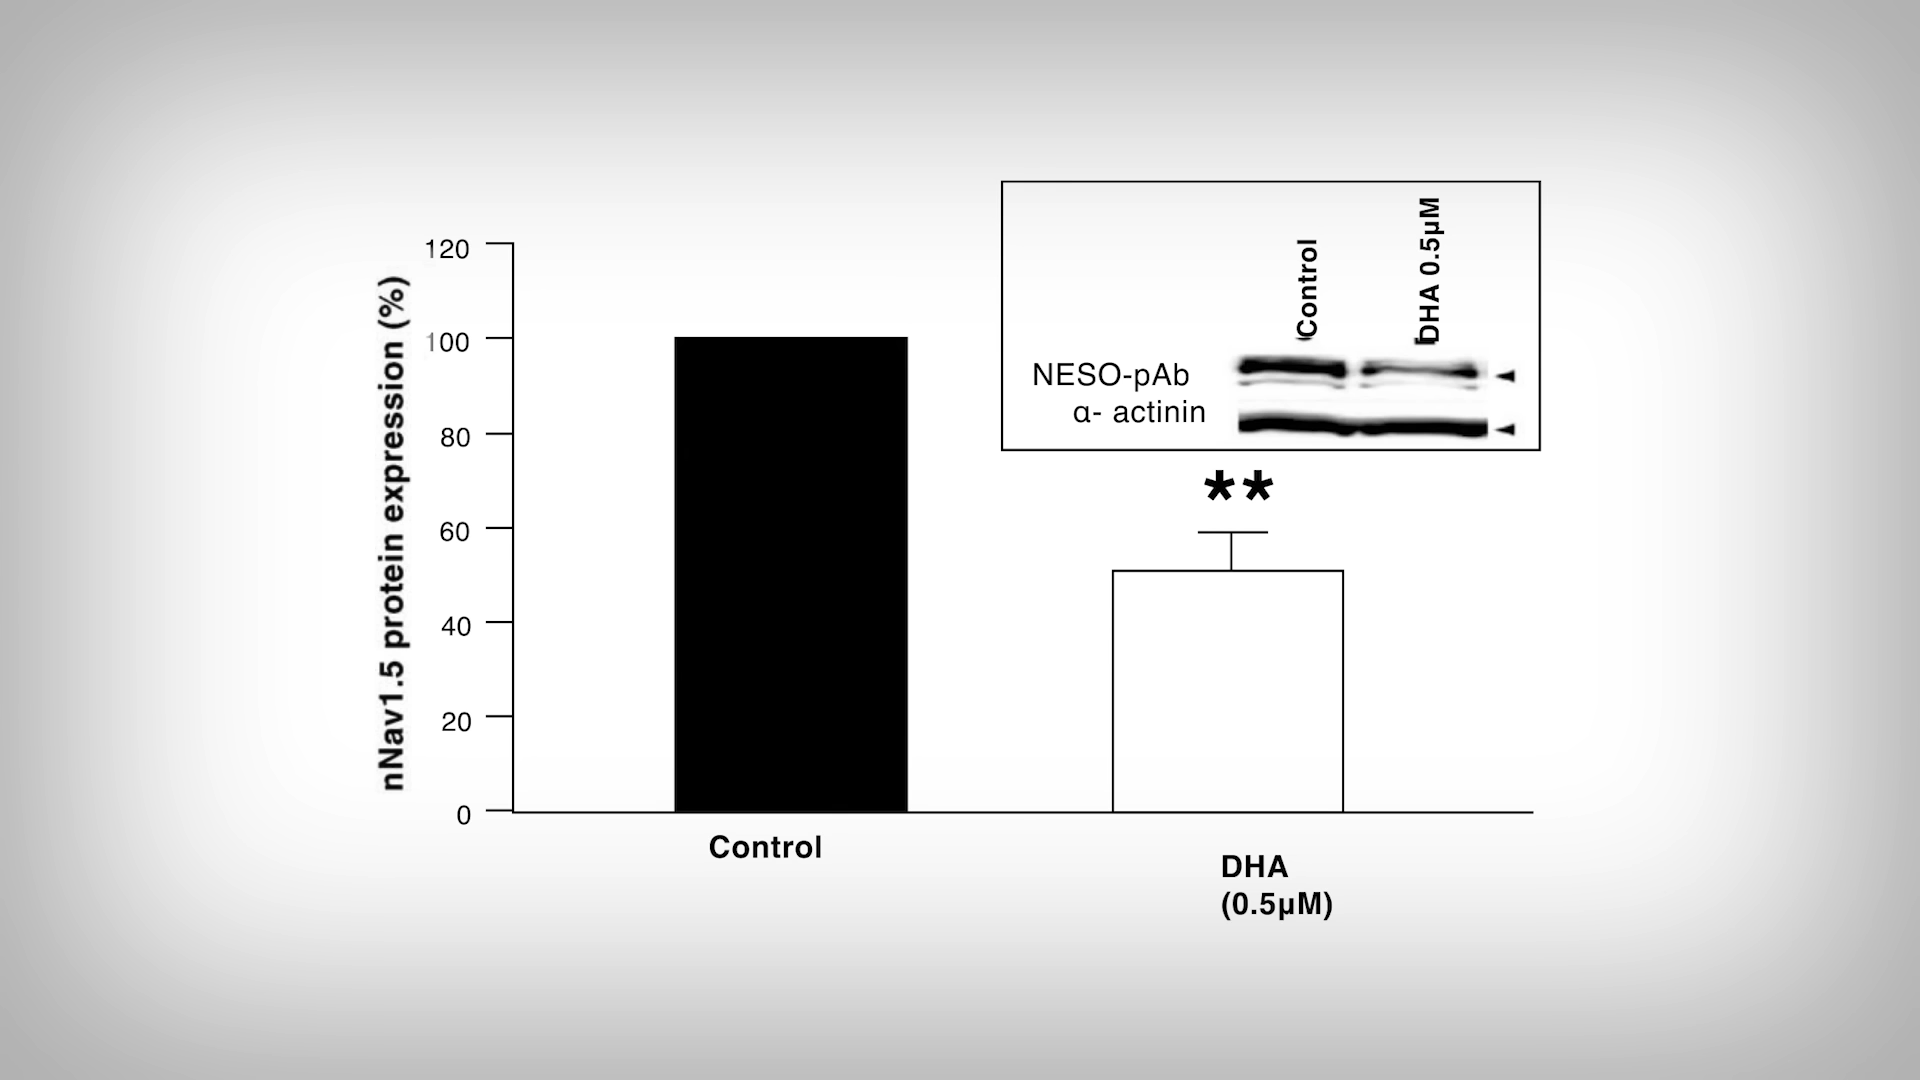 nNav1.5 protein expression (%)
120
100
80
60
40
20
0
Control
DHA 0.5µM
NESO-pAb
α- actinin
**
Control
DHA
(0.5µM)